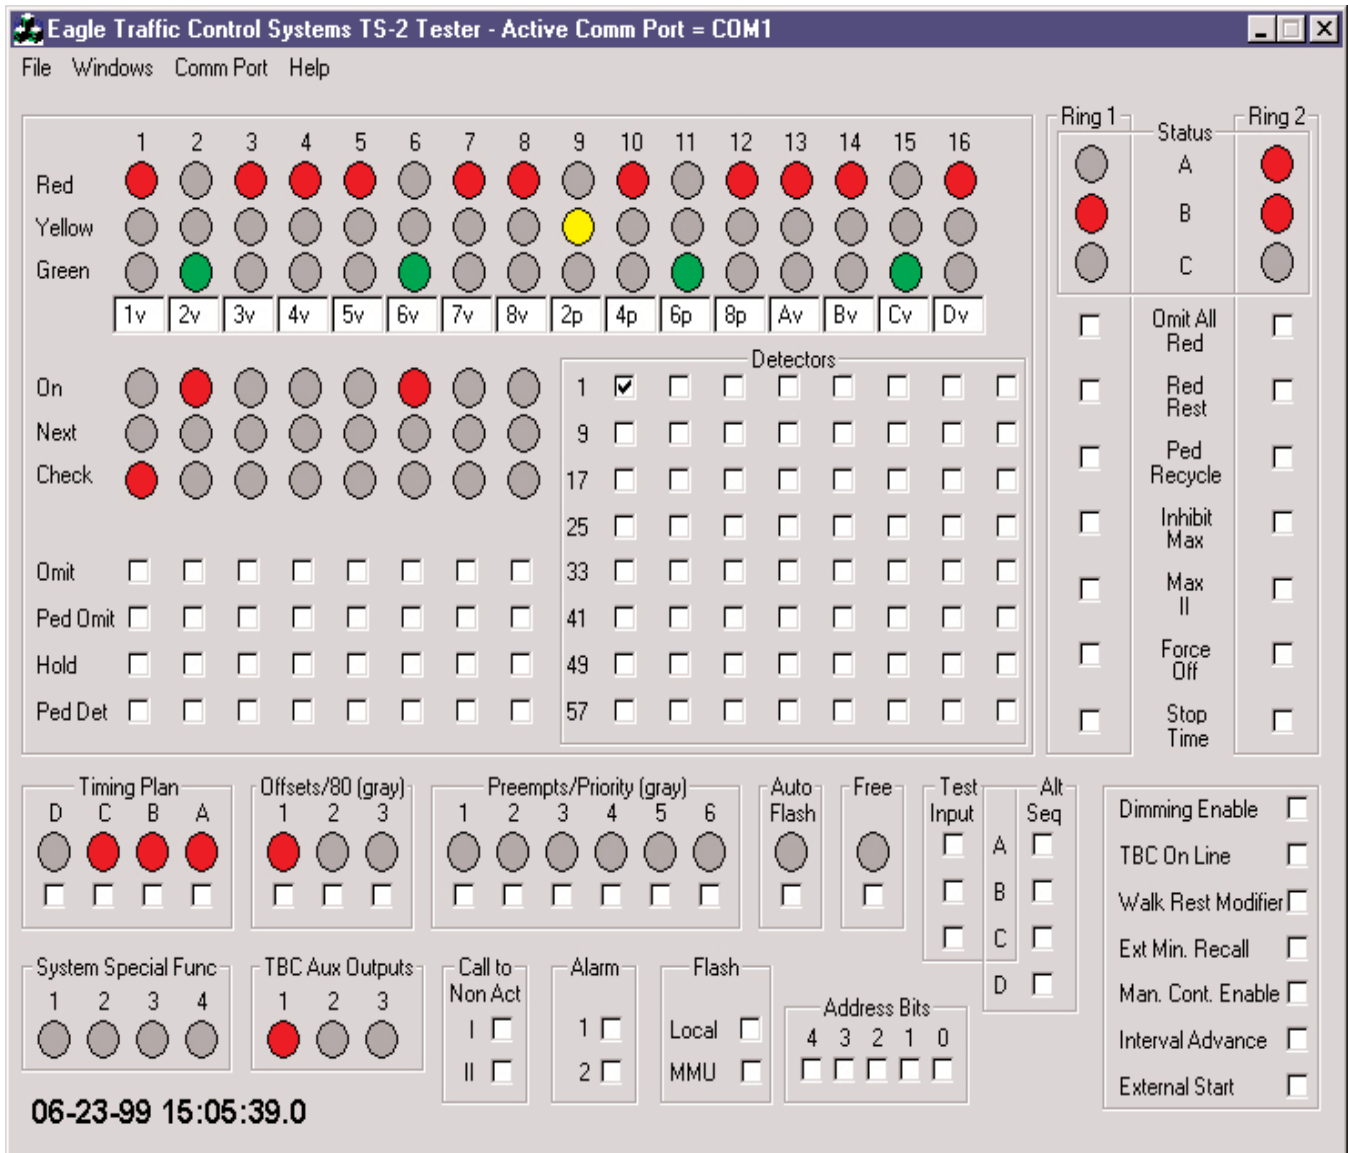 Eagle Traffic Control Systems TS-2 Tester - Active Comm Port = COM1
File Windows Comm Port Help
1 2 3 4 5 6 7 8 9 10 11 12 13 14 15 16
Red
Yellow
Green
1v 2v 3v 4v 5v 6v 7v 8v 2p 4p 6p 8p Av Bv Cv Dv
On
Next
Check
Omit
Ped Omit
Hold
Ped Det
Detectors
1
9
17
25
33
41
49
57
Ring 1 Status Ring 2
A
B
C
Omit All
Red
Red
Rest
Ped
Recycle
Inhibit
Max
Max
II
Force
Off
Stop
Time
Timing Plan
D C B A
Offsets/80 (gray)
1 2 3
Preempts/Priority (gray)
1 2 3 4 5 6
Auto
Flash
Free
Test
Input
Alt
Seq
A
B
C
D
Dimming Enable
TBC On Line
Walk Rest Modifier
Ext Min. Recall
Man. Cont. Enable
Interval Advance
External Start
System Special Func
1 2 3 4
TBC Aux Outputs
1 2 3
Call to
Non Act
I
II
Alarm
1
2
Flash
Local
MMU
Address Bits
4 3 2 1 0
06-23-99 15:05:39.0